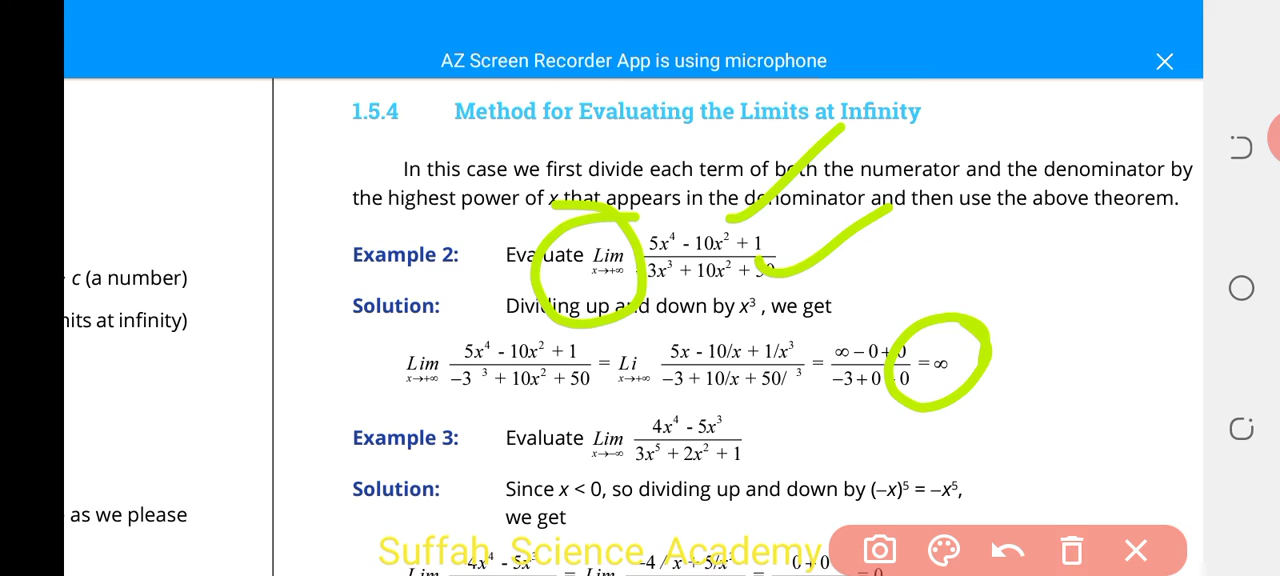 AZ Screen Recorder App is using microphone
1.5.4 Method for Evaluating the Limits at Infinity
In this case we first divide each term of both the numerator and the denominator by
the highest power of x that appears in the denominator and then use the above theorem.
Example 2: Evaluate Lim x→+∞ (5x⁴ - 10x² + 1) / (-3x³ + 10x² + 50)
c (a number)
Solution: Dividing up and down by x³ , we get
its at infinity)
Lim x→+∞ (5x⁴ - 10x² + 1) / (−3 ³ + 10x² + 50) = Li x→+∞ (5x - 10/x + 1/x³) / (−3 + 10/x + 50/ ³) = (∞ − 0 + 0) / (−3 + 0 + 0) = ∞
Example 3: Evaluate Lim x→−∞ (4x⁴ - 5x³) / (3x⁵ + 2x² + 1)
Solution: Since x < 0, so dividing up and down by (−x)⁵ = −x⁵,
as we please
we get
Suffah Science Academy